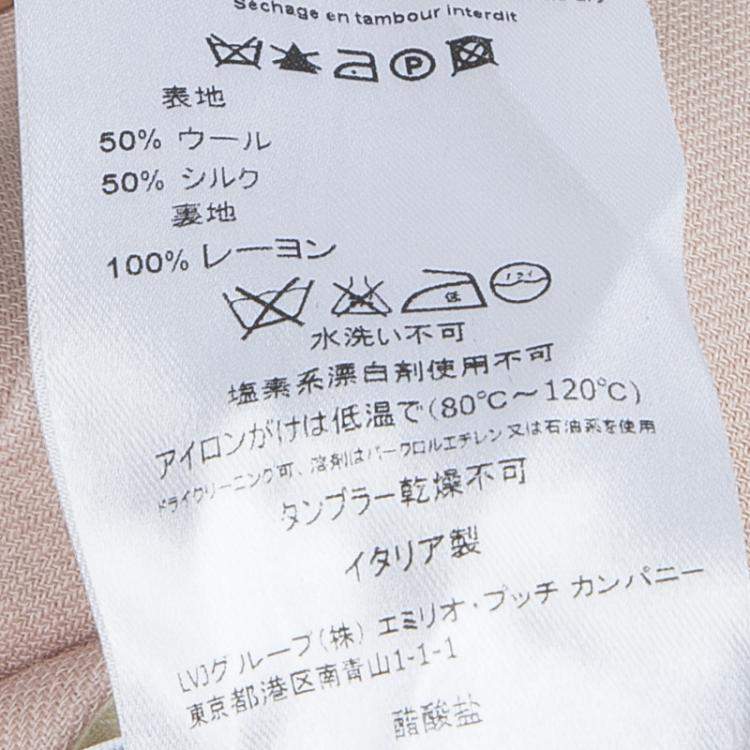 Séchage en tambour interdit
P
表地
50% ウール
50% シルク
裏地
100% レーヨン
低
ドライ
水洗い不可
塩素系漂白剤使用不可
アイロンがけは低温で(80℃～120℃)
ドライクリーニング可、溶剤はパークロルエチレン又は石油系を使用
タンブラー乾燥不可
イタリア製
LVJグループ(株) エミリオ・プッチ カンパニー
東京都港区南青山1-1-1
醋酸盐